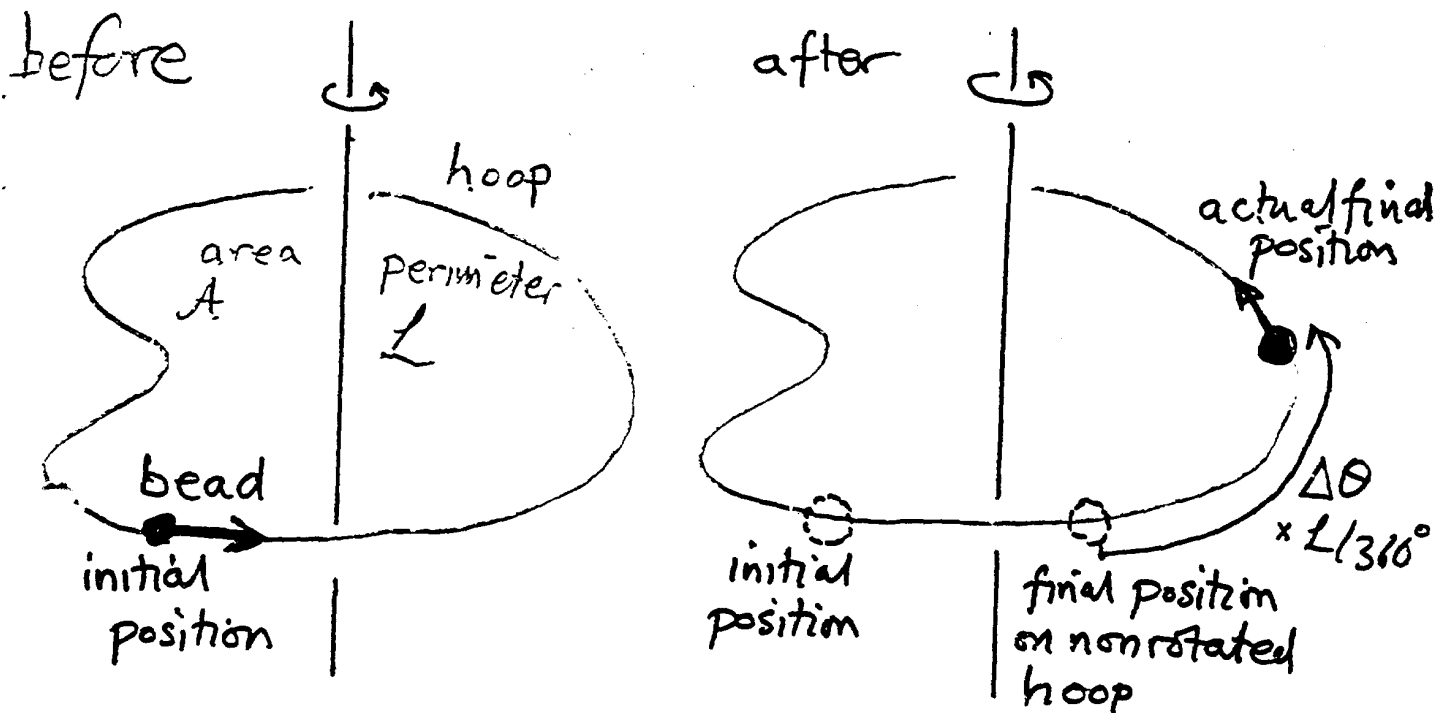 before
hoop
area
A
perimeter
L
bead
initial
position
after
actual final
position
Δθ
× L/360°
initial
position
final position
on nonrotated
hoop